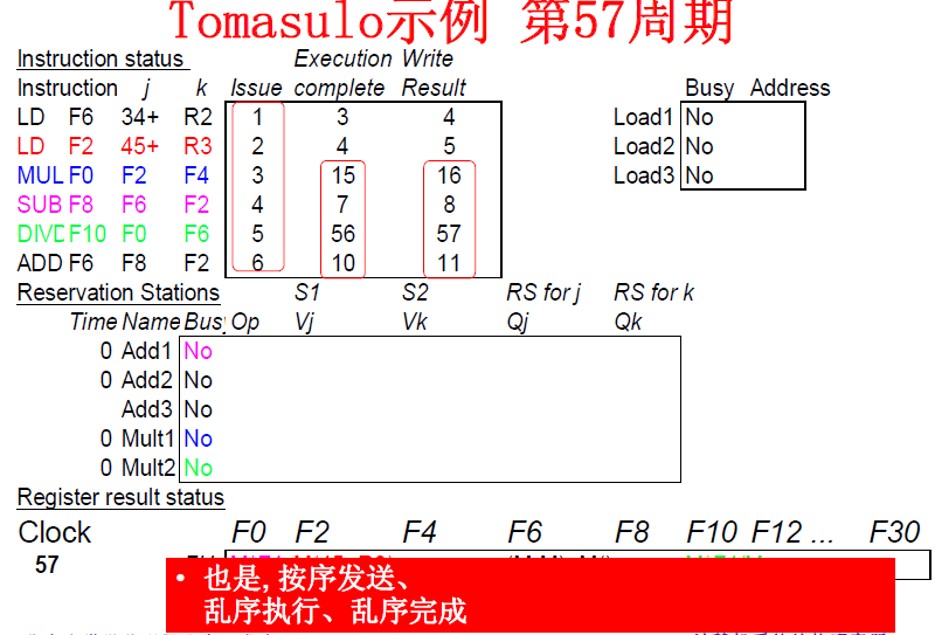 Tomasulo示例 第57周期
Instruction status Execution Write
Instruction j k Issue complete Result Busy Address
LD F6 34+ R2 1 3 4 Load1 No
LD F2 45+ R3 2 4 5 Load2 No
MUL F0 F2 F4 3 15 16 Load3 No
SUB F8 F6 F2 4 7 8
DIVD F10 F0 F6 5 56 57
ADD F6 F8 F2 6 10 11
Reservation Stations S1 S2 RS for j RS for k
Time Name Busy Op Vj Vk Qj Qk
0 Add1 No
0 Add2 No
Add3 No
0 Mult1 No
0 Mult2 No
Register result status
Clock F0 F2 F4 F6 F8 F10 F12 ... F30
57
• 也是,按序发送、
乱序执行、乱序完成